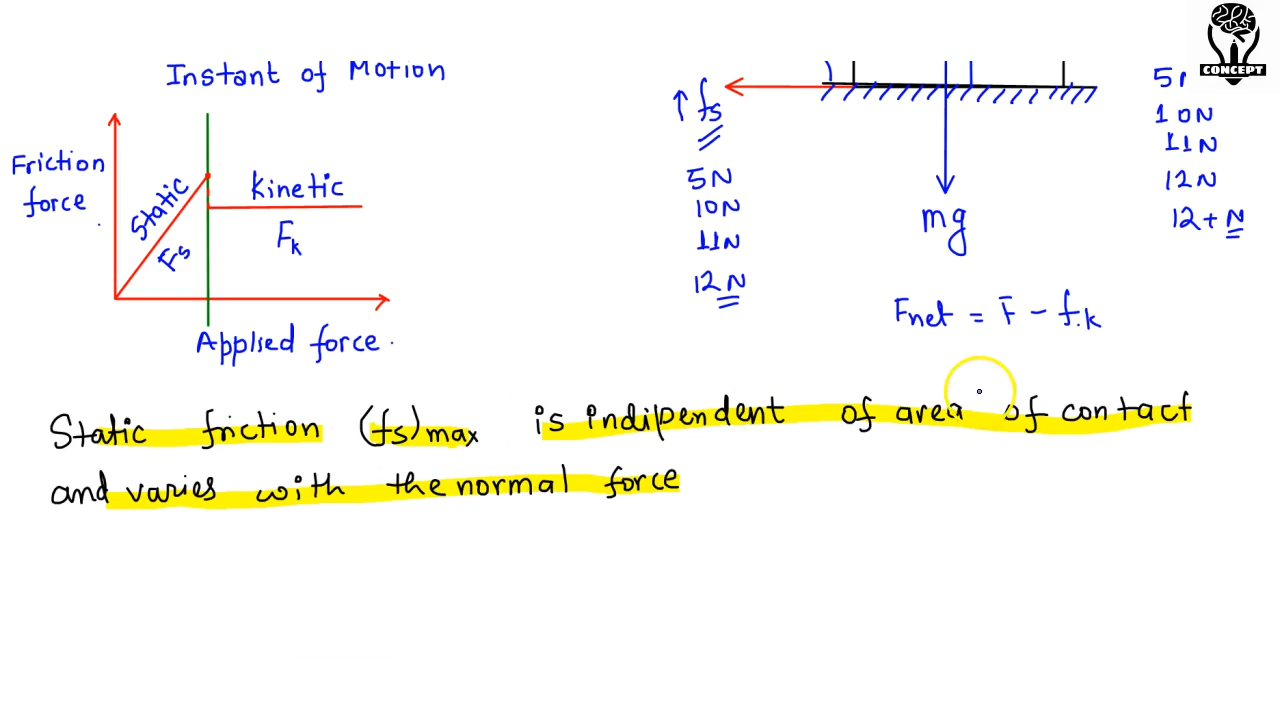 CONCEPT
Instant of Motion
Friction
force
Static
Fs
Kinetic
Fk
Applied force
↑ fs
5N
10N
11N
12N
mg
10N
11N
12N
12+ N
Fnet = F - f.k
Static friction (fs)max is indipendent of area of contact
and varies with the normal force